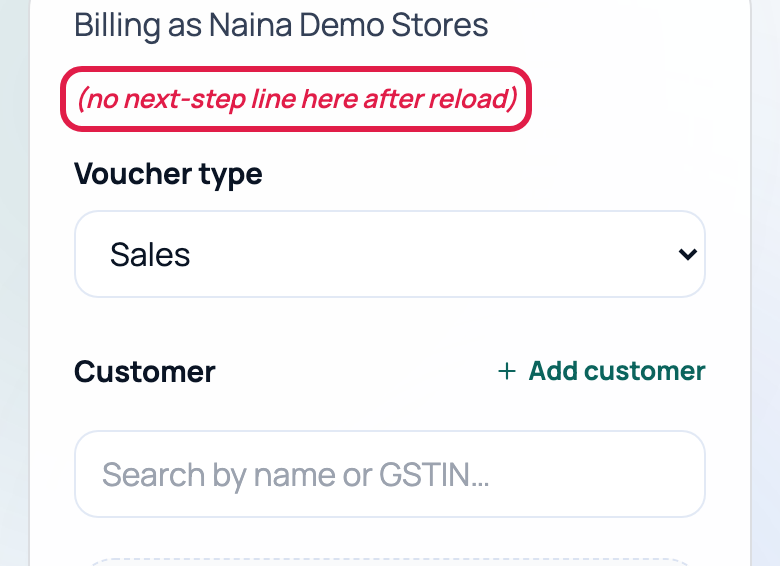 Billing as Naina Demo Stores
(no next-step line here after reload)
Voucher type
Sales
Customer
+ Add customer
Search by name or GSTIN...